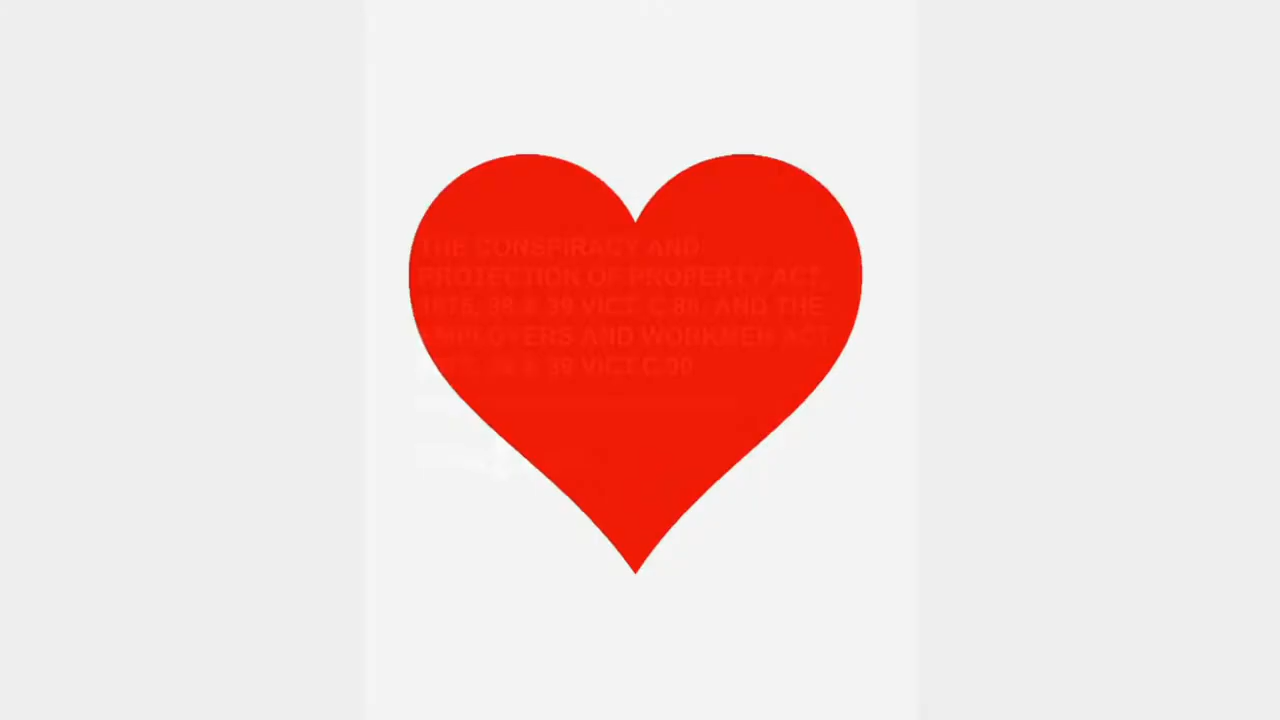 THE CONSPIRACY AND
PROTECTION OF PROPERTY ACT,
1875, 38 & 39 VICT. C.86, AND THE
EMPLOYERS AND WORKMEN ACT
38 & 39 VICT.C.90